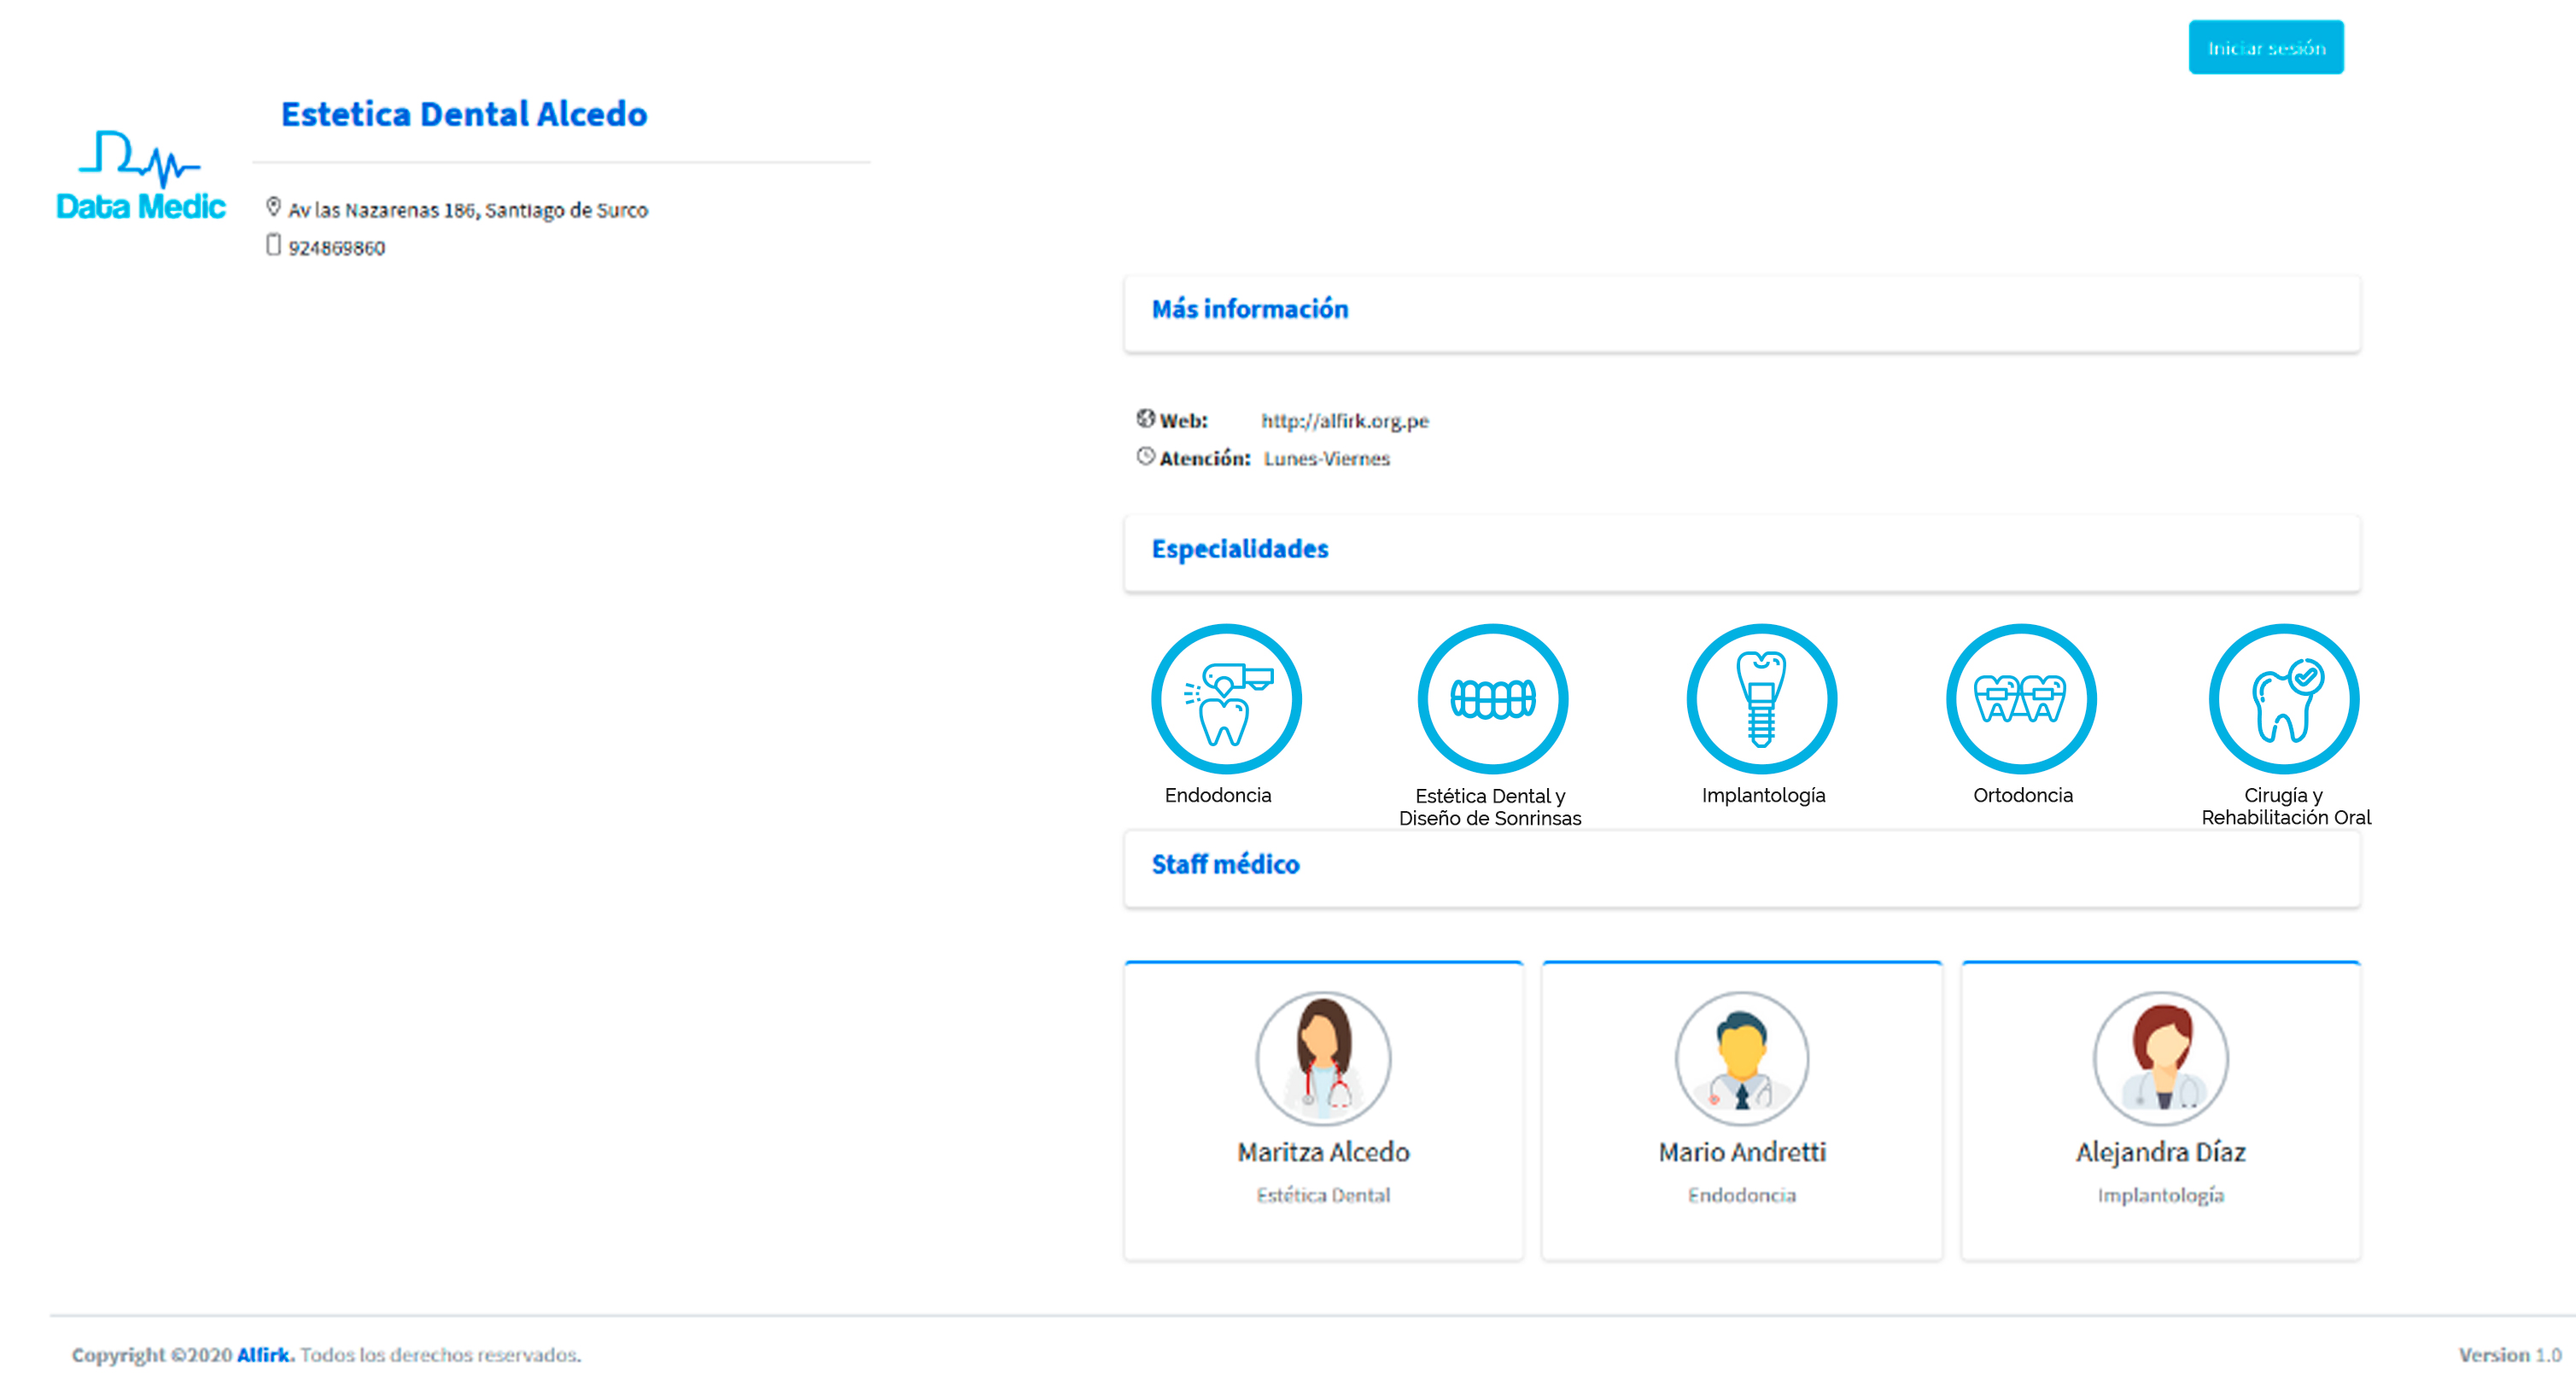 Iniciar sesión
Estetica Dental Alcedo
Data Medic
Av las Nazarenas 186, Santiago de Surco
924869860
Más información
Web: http://alfirk.org.pe
Atención: Lunes-Viernes
Especialidades
Endodoncia
Estética Dental y
Diseño de Sonrinsas
Implantología
Ortodoncia
Cirugía y
Rehabilitación Oral
Staff médico
Maritza Alcedo
Estética Dental
Mario Andretti
Endodoncia
Alejandra Díaz
Implantología
Copyright ©2020 Alfirk. Todos los derechos reservados.
Version 1.0